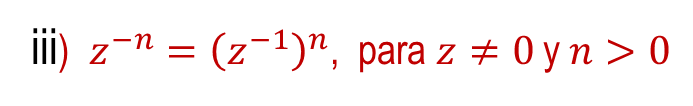 iii) z⁻ⁿ = (z⁻¹)ⁿ, para z ≠ 0 y n > 0